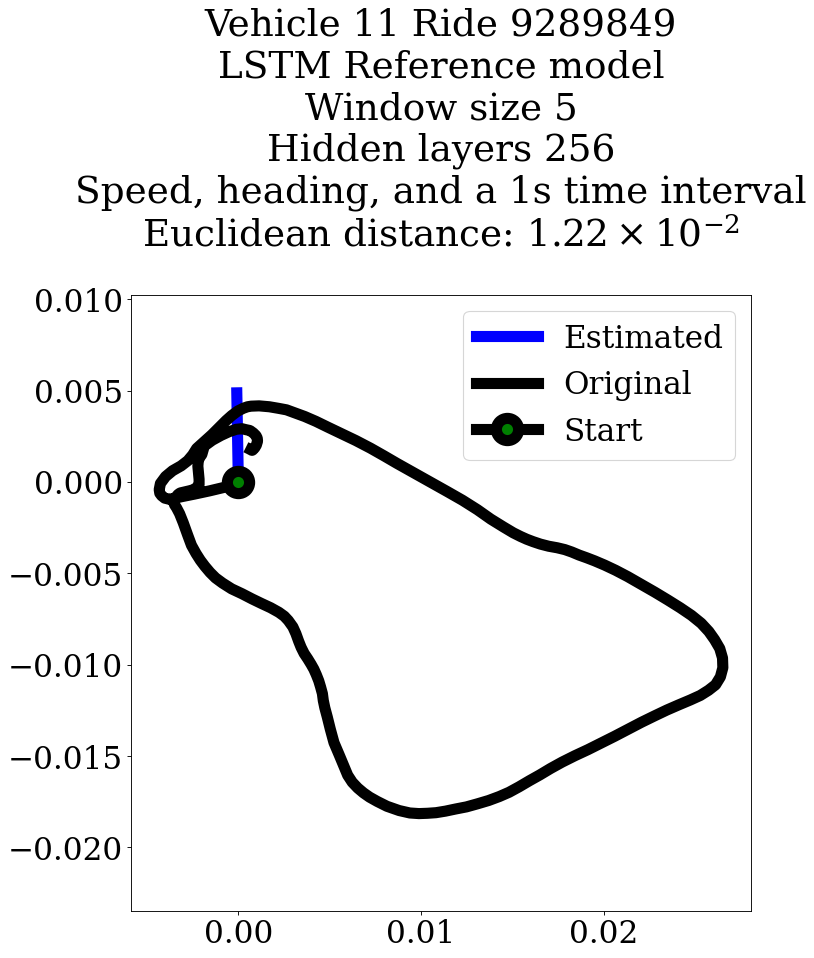 Vehicle 11 Ride 9289849
LSTM Reference model
Window size 5
Hidden layers 256
Speed, heading, and a 1s time interval
Euclidean distance: 1.22 × 10⁻²
0.010
0.005
0.000
−0.005
−0.010
−0.015
−0.020
Estimated
Original
Start
0.00
0.01
0.02